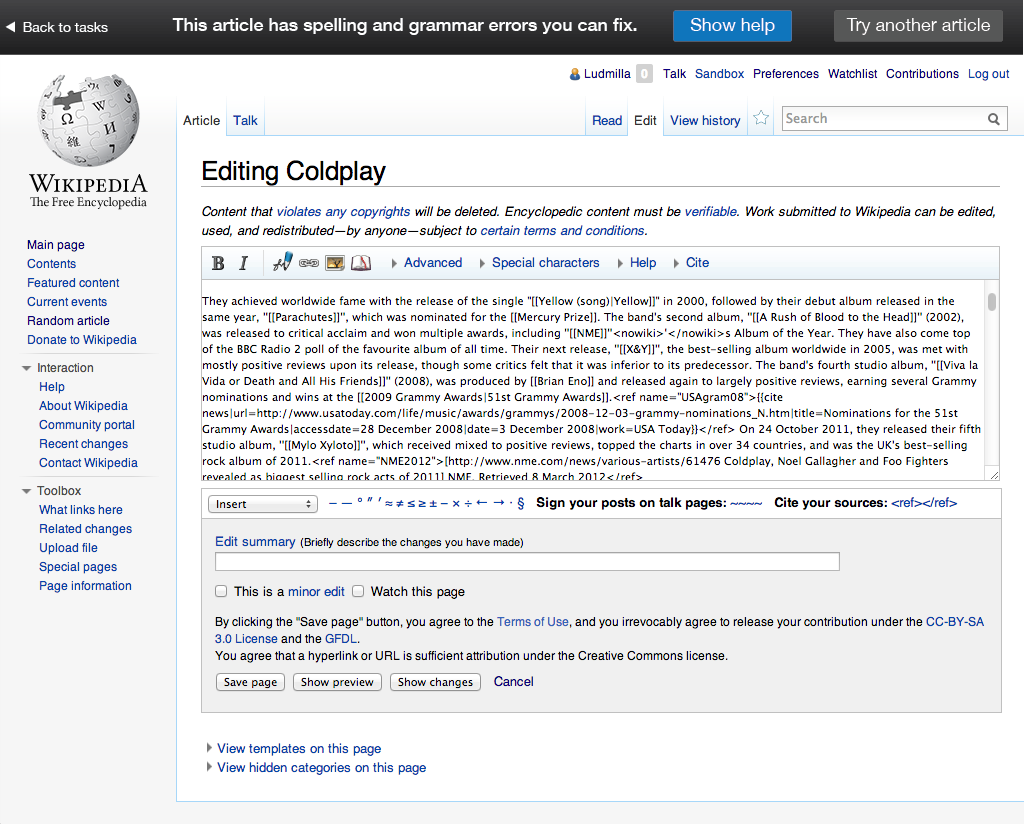 Back to tasks
This article has spelling and grammar errors you can fix.
Show help
Try another article
Ludmilla 0 Talk Sandbox Preferences Watchlist Contributions Log out
Article Talk
Read Edit View history
Search
WIKIPEDIA
The Free Encyclopedia
Main page
Contents
Featured content
Current events
Random article
Donate to Wikipedia
Interaction
Help
About Wikipedia
Community portal
Recent changes
Contact Wikipedia
Toolbox
What links here
Related changes
Upload file
Special pages
Page information
Editing Coldplay
Content that violates any copyrights will be deleted. Encyclopedic content must be verifiable. Work submitted to Wikipedia can be edited,
used, and redistributed—by anyone—subject to certain terms and conditions.
B I Advanced Special characters Help Cite
They achieved worldwide fame with the release of the single "[[Yellow (song)|Yellow]]" in 2000, followed by their debut album released in the
same year, ''[[Parachutes]]'', which was nominated for the [[Mercury Prize]]. The band's second album, ''[[A Rush of Blood to the Head]]'' (2002),
was released to critical acclaim and won multiple awards, including ''[[NME]]''<nowiki>'</nowiki>s Album of the Year. They have also come top
of the BBC Radio 2 poll of the favourite album of all time. Their next release, ''[[X&Y]]'', the best-selling album worldwide in 2005, was met with
mostly positive reviews upon its release, though some critics felt that it was inferior to its predecessor. The band's fourth studio album, ''[[Viva la
Vida or Death and All His Friends]]'' (2008), was produced by [[Brian Eno]] and released again to largely positive reviews, earning several Grammy
nominations and wins at the [[2009 Grammy Awards|51st Grammy Awards]].<ref name="USAgram08">{{cite
news|url=http://www.usatoday.com/life/music/awards/grammys/2008-12-03-grammy-nominations_N.htm|title=Nominations for the 51st
Grammy Awards|accessdate=28 December 2008|date=3 December 2008|work=USA Today}}</ref> On 24 October 2011, they released their fifth
studio album, ''[[Mylo Xyloto]]'', which received mixed to positive reviews, topped the charts in over 34 countries, and was the UK's best-selling
rock album of 2011.<ref name="NME2012">[http://www.nme.com/news/various-artists/61476 Coldplay, Noel Gallagher and Foo Fighters
revealed as biggest selling rock acts of 2011] NME. Retrieved 8 March 2012</ref>
Insert – — ° ″ ′ ≈ ≠ ≤ ≥ ± − × ÷ ← → · § Sign your posts on talk pages: ~~~~ Cite your sources: <ref></ref>
Edit summary (Briefly describe the changes you have made)
This is a minor edit Watch this page
By clicking the "Save page" button, you agree to the Terms of Use, and you irrevocably agree to release your contribution under the CC-BY-SA
3.0 License and the GFDL.
You agree that a hyperlink or URL is sufficient attribution under the Creative Commons license.
Save page Show preview Show changes Cancel
View templates on this page
View hidden categories on this page